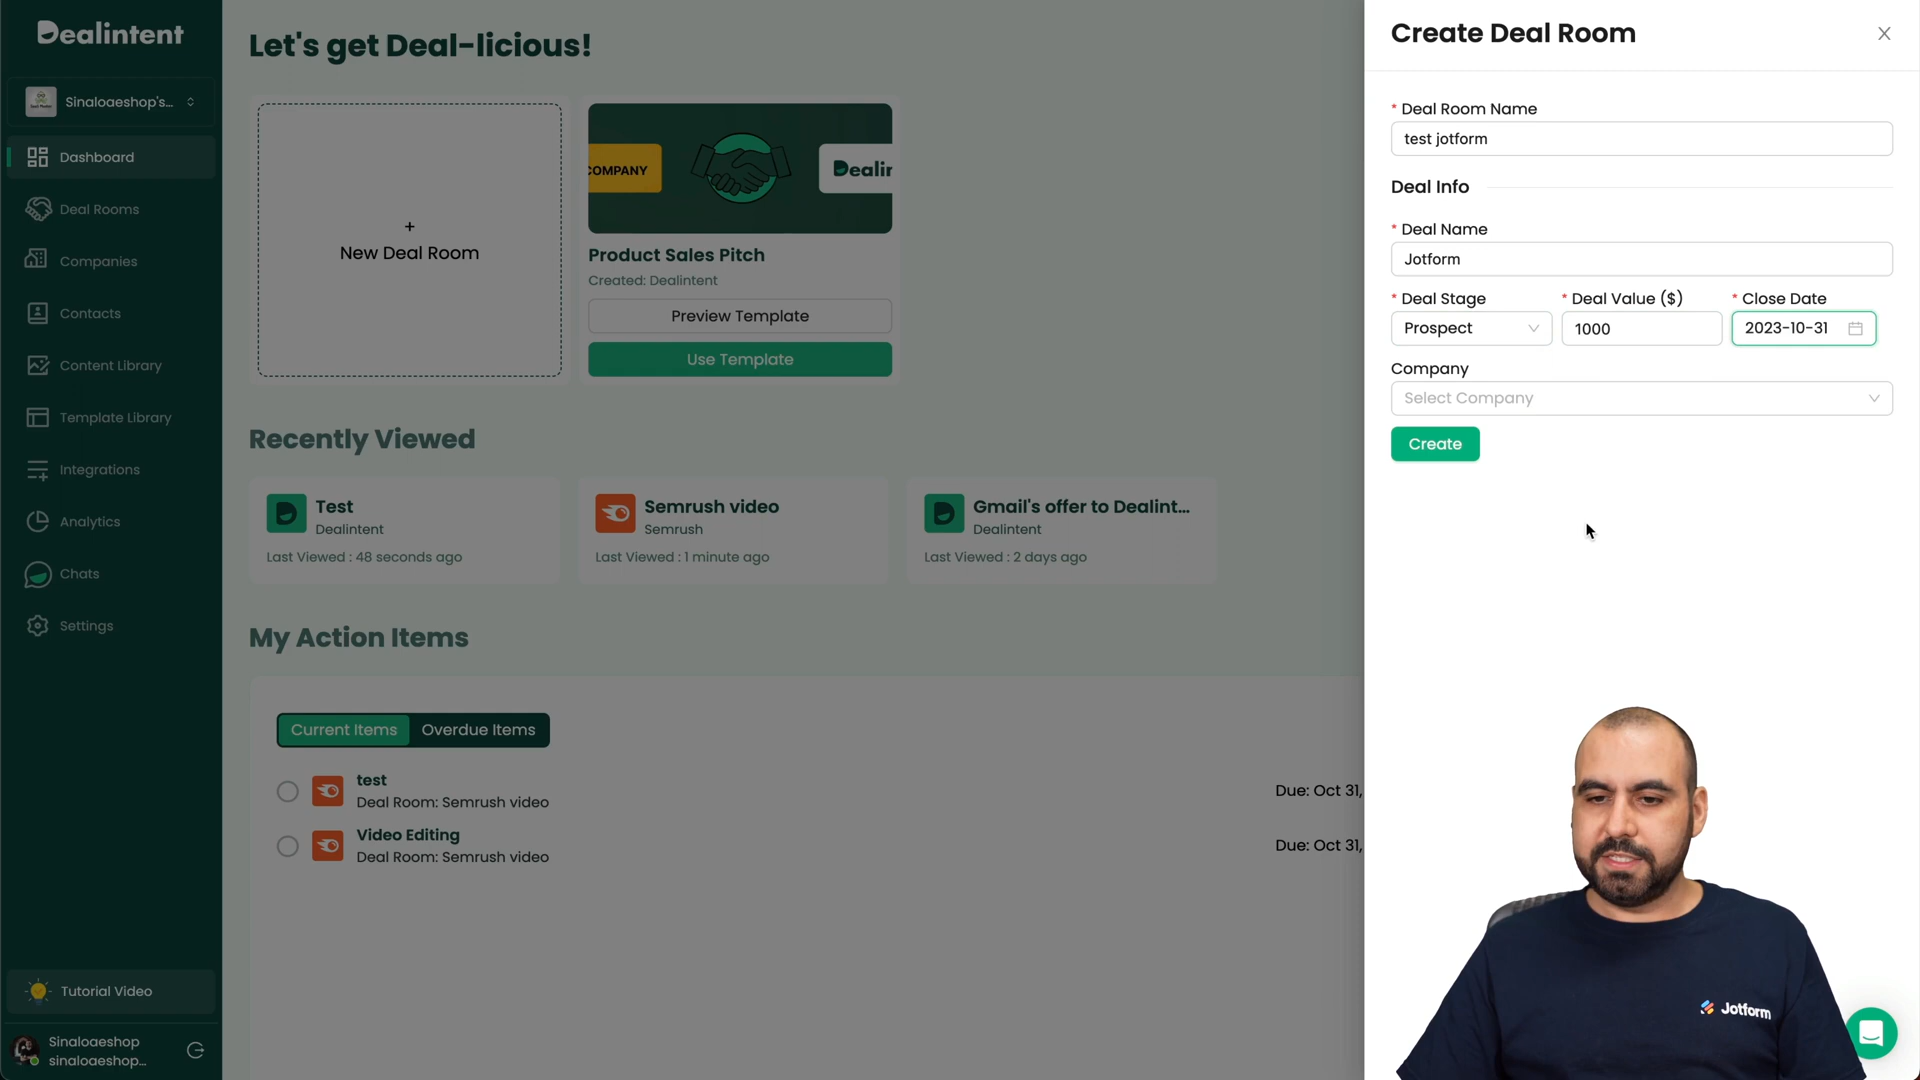 Dealintent
Sinaloaeshop's...
Dashboard
Deal Rooms
Companies
Contacts
Content Library
Template Library
Integrations
Analytics
Chats
Settings
Tutorial Video
Sinaloaeshop
sinaloaeshop...
Let's get Deal-licious!
+
New Deal Room
COMPANY
Dealin
Product Sales Pitch
Created: Dealintent
Preview Template
Use Template
Recently Viewed
Test
Dealintent
Last Viewed : 48 seconds ago
Semrush video
Semrush
Last Viewed : 1 minute ago
Gmail's offer to Dealint...
Dealintent
Last Viewed : 2 days ago
My Action Items
Current Items
Overdue Items
test
Deal Room: Semrush video
Due: Oct 31,
Video Editing
Deal Room: Semrush video
Due: Oct 31,
Create Deal Room
* Deal Room Name
test jotform
Deal Info
* Deal Name
Jotform
* Deal Stage
Prospect
* Deal Value ($)
1000
* Close Date
2023-10-31
Company
Select Company
Create
Jotform